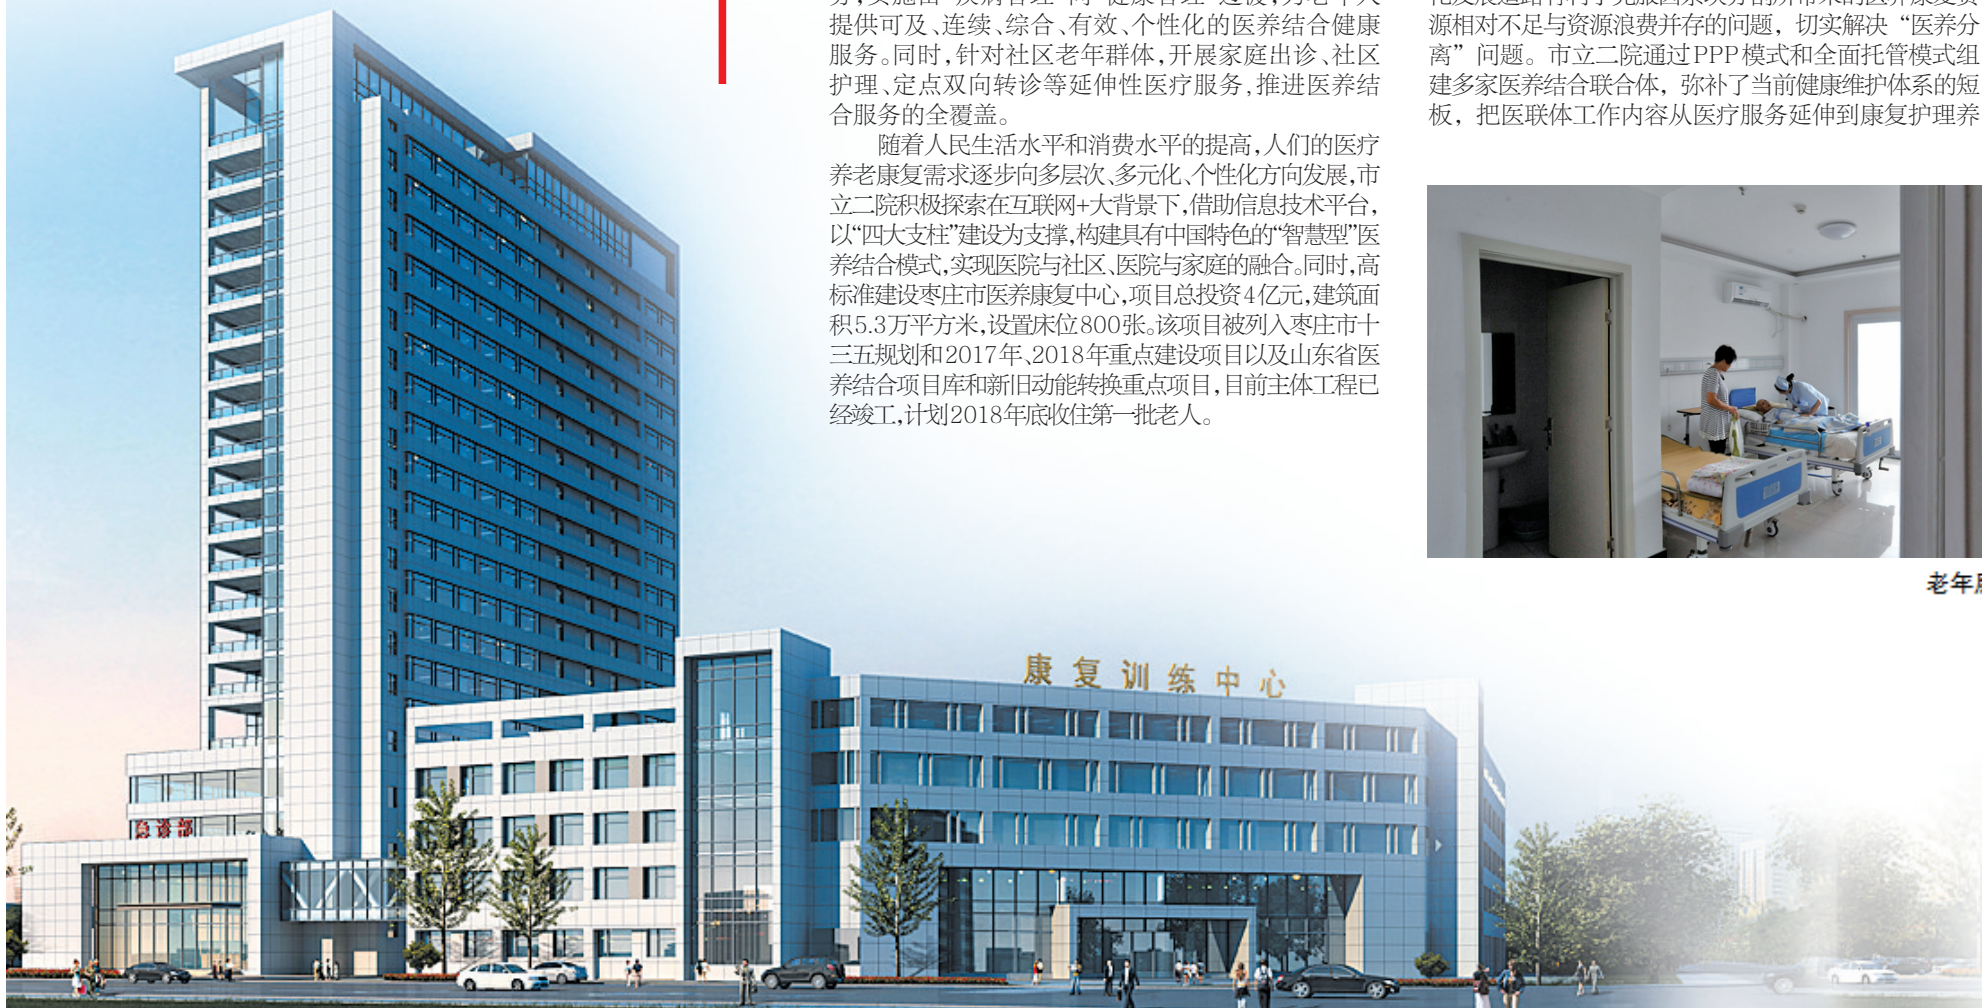 提供可及、连续、综合、有效、个性化的医养结合健康
服务。同时,针对社区老年群体,开展家庭出诊、社区
护理、定点双向转诊等延伸性医疗服务,推进医养结
合服务的全覆盖。
随着人民生活水平和消费水平的提高,人们的医疗
养老康复需求逐步向多层次、多元化、个性化方向发展,市
立二院积极探索在互联网+大背景下,借助信息技术平台,
以“四大支柱”建设为支撑,构建具有中国特色的“智慧型”医
养结合模式,实现医院与社区、医院与家庭的融合。同时,高
标准建设枣庄市医养康复中心,项目总投资4亿元,建筑面
积5.3万平方米,设置床位800张。该项目被列入枣庄市十
三五规划和2017年、2018年重点建设项目以及山东省医
养结合项目库和新旧动能转换重点项目,目前主体工程已
经竣工,计划2018年底收住第一批老人。
源相对不足与资源浪费并存的问题，切实解决“医养分
离”问题。市立二院通过PPP模式和全面托管模式组
建多家医养结合联合体，弥补了当前健康维护体系的短
板，把医联体工作内容从医疗服务延伸到康复护理养
老年
康复训练中心
急诊部